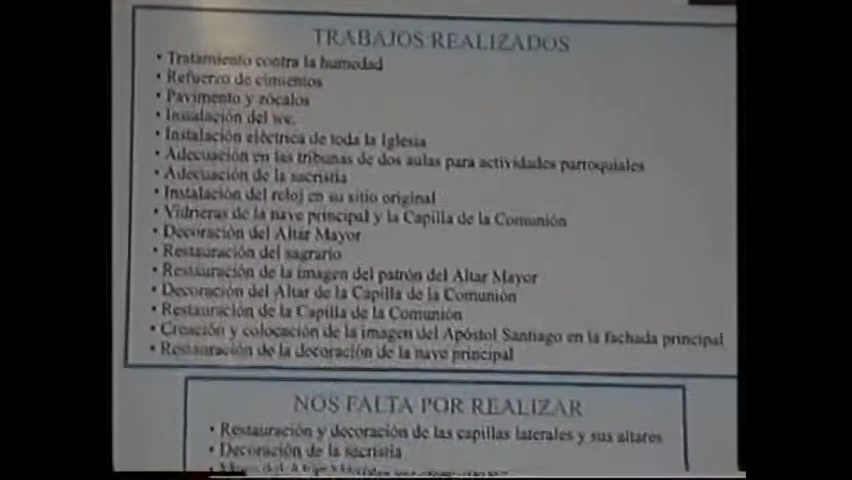 TRABAJOS REALIZADOS
• Tratamiento contra la humedad
• Refuerzo de cimientos
• Pavimento y zócalos
• Instalación del wc.
• Instalación eléctrica de toda la Iglesia
• Adecuación en las tribunas de dos aulas para actividades parroquiales
• Adecuación de la sacristía
• Instalación del reloj en su sitio original
• Vidrieras de la nave principal y la Capilla de la Comunión
• Decoración del Altar Mayor
• Restauración del sagrario
• Restauración de la imagen del patrón del Altar Mayor
• Decoración del Altar de la Capilla de la Comunión
• Restauración de la Capilla de la Comunión
• Creación y colocación de la imagen del Apóstol Santiago en la fachada principal
• Restauración de la decoración de la nave principal
NOS FALTA POR REALIZAR
• Restauración y decoración de las capillas laterales y sus altares
• Decoración de la sacristía